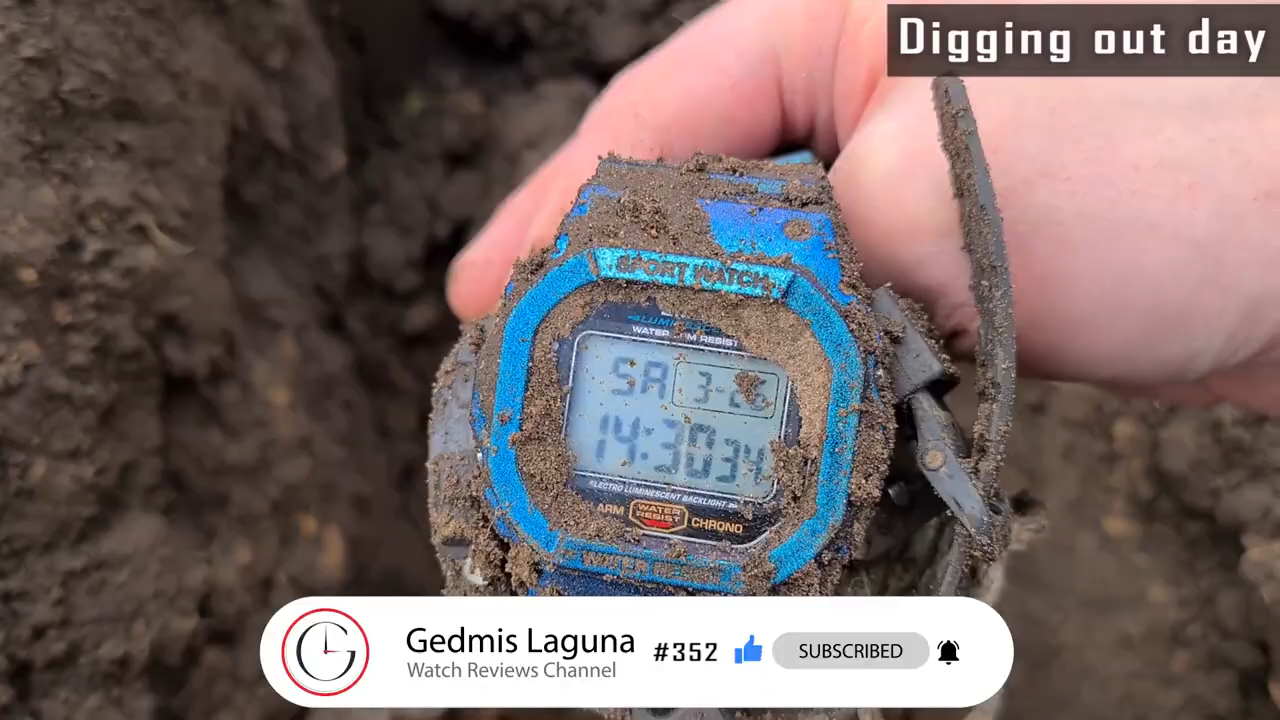 Digging out day
SPORT WATCH
WATER
M RESIST
SA 3-26
14:30 34
ELECTRO LUMINESCENT BACKLIGHT
WATER
RESIST
CHRONO
Gedmis Laguna
Watch Reviews Channel
#352
SUBSCRIBED